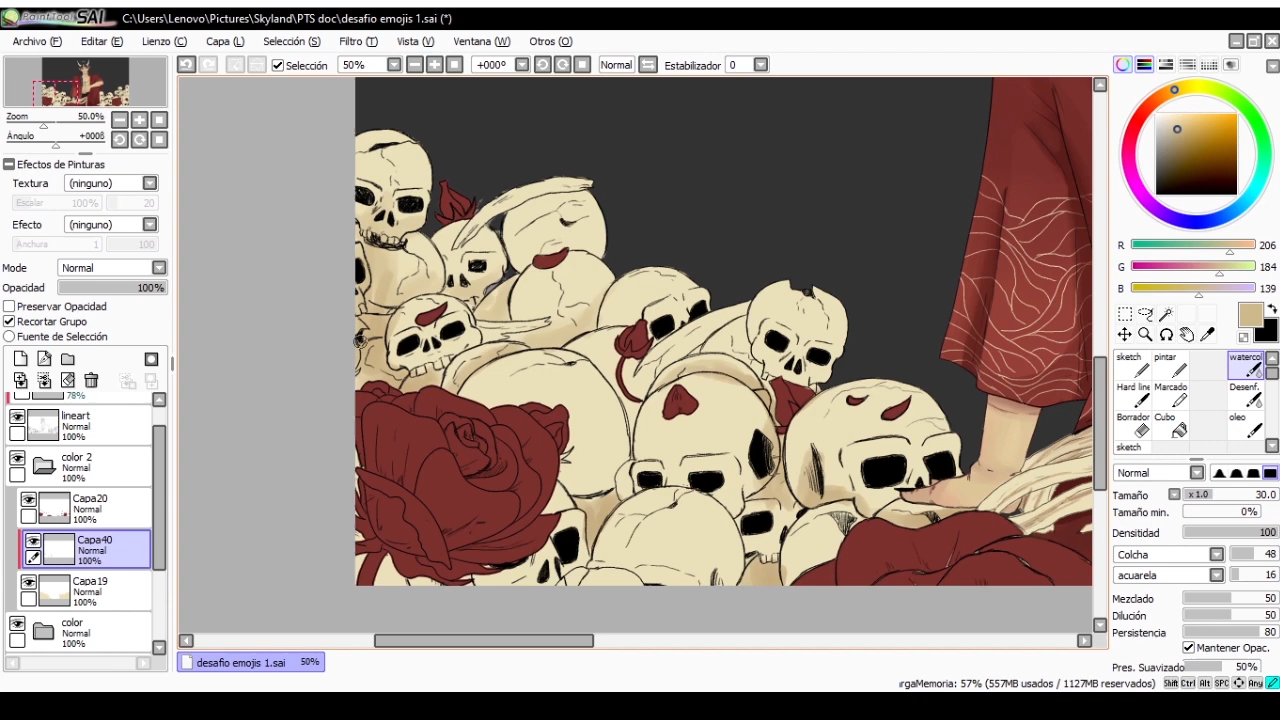 PaintTool SAI C:\Users\Lenovo\Pictures\Skyland\PTS doc\desafio emojis 1.sai (*)
Archivo (F) Editar (E) Lienzo (C) Capa (L) Selección (S) Filtro (T) Vista (V) Ventana (W) Otros (O)
Selección 50% +000º Normal Estabilizador 0
Zoom 50.0%
Ángulo +000ß
Efectos de Pinturas
Textura (ninguno)
Escalar 100% 20
Efecto (ninguno)
Anchura 1 100
Mode Normal
Opacidad 100%
Preservar Opacidad
Recortar Grupo
Fuente de Selección
78%
lineart
100%
color 2
Normal
100%
Capa20
Normal
100%
Capa40
Normal
100%
Capa19
Normal
100%
color
Normal
100%
R 206
G 184
B 139
sketch pintar watercol
Hard line Marcado Desenf.
Borrador Cubo oleo
sketch
Normal
Tamaño x 1.0 30.0
Tamaño min. 0%
Densitidad 100
Colcha 48
acuarela 16
Mezclado 50
Dilución 50
Persistencia 80
Mantener Opac.
Pres. Suavizado 50%
desafio emojis 1.sai 50%
rgaMemoria: 57% (557MB usados / 1127MB reservados) Shift Ctrl Alt SPC Any